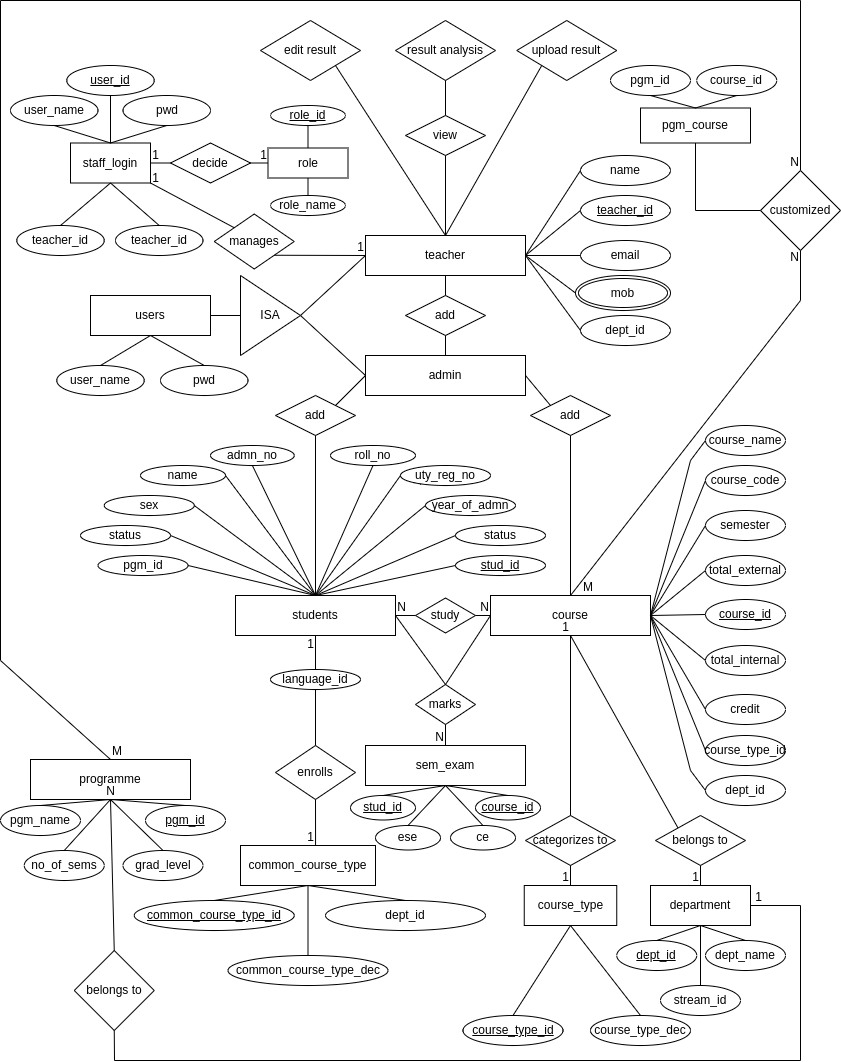 edit result
result analysis
upload result
user_id
pgm_id
course_id
user_name
pwd
role_id
pgm_course
view
staff_login
1
decide
1
role
N
name
1
role_name
teacher_id
customized
teacher_id
teacher_id
manages
1
teacher
email
N
mob
users
ISA
add
dept_id
user_name
pwd
admin
add
add
course_name
admn_no
roll_no
name
uty_reg_no
course_code
sex
year_of_admn
semester
status
status
pgm_id
stud_id
total_external
M
students
N
study
N
course
course_id
1
1
language_id
total_internal
marks
credit
N
M
course_type_id
programme
N
enrolls
sem_exam
dept_id
pgm_name
pgm_id
stud_id
course_id
no_of_sems
grad_level
1
ese
ce
categorizes to
belongs to
common_course_type
1
1
1
common_course_type_id
dept_id
course_type
department
dept_id
dept_name
common_course_type_dec
belongs to
stream_id
course_type_id
course_type_dec